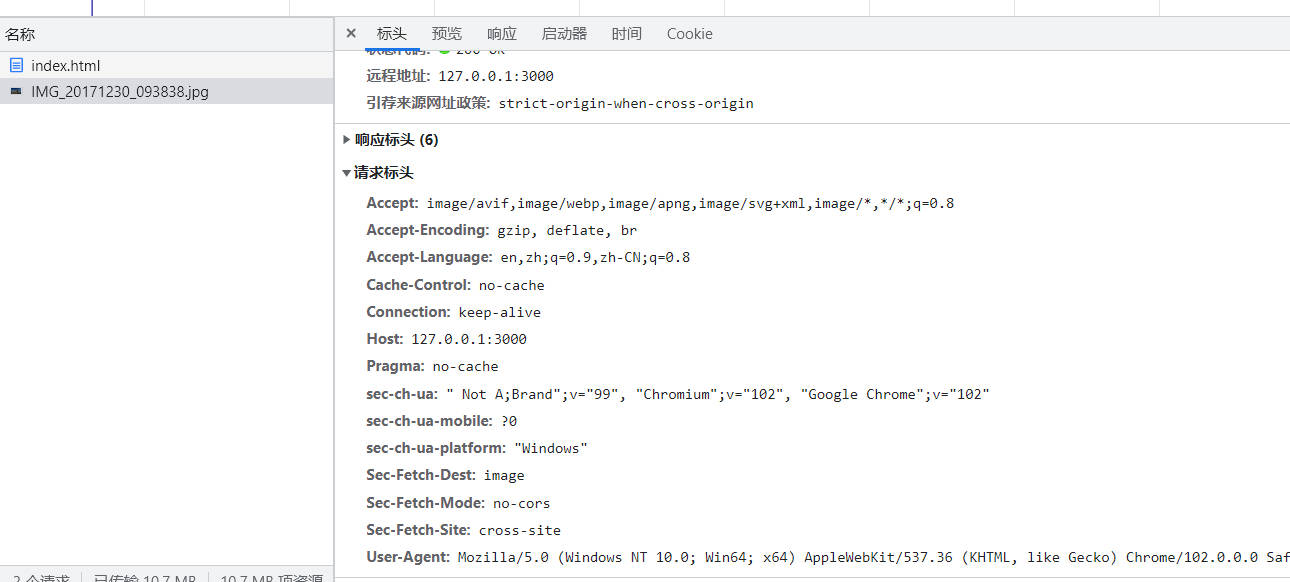 名称
index.html
IMG_20171230_093838.jpg
标头 预览 响应 启动器 时间 Cookie
状态代码: 200 OK
远程地址: 127.0.0.1:3000
引荐来源网址政策: strict-origin-when-cross-origin
响应标头 (6)
请求标头
Accept: image/avif,image/webp,image/apng,image/svg+xml,image/*,*/*;q=0.8
Accept-Encoding: gzip, deflate, br
Accept-Language: en,zh;q=0.9,zh-CN;q=0.8
Cache-Control: no-cache
Connection: keep-alive
Host: 127.0.0.1:3000
Pragma: no-cache
sec-ch-ua: " Not A;Brand";v="99", "Chromium";v="102", "Google Chrome";v="102"
sec-ch-ua-mobile: ?0
sec-ch-ua-platform: "Windows"
Sec-Fetch-Dest: image
Sec-Fetch-Mode: no-cors
Sec-Fetch-Site: cross-site
User-Agent: Mozilla/5.0 (Windows NT 10.0; Win64; x64) AppleWebKit/537.36 (KHTML, like Gecko) Chrome/102.0.0.0 Saf
2 个请求 已传输 10.7 MB 10.7 MB 项资源